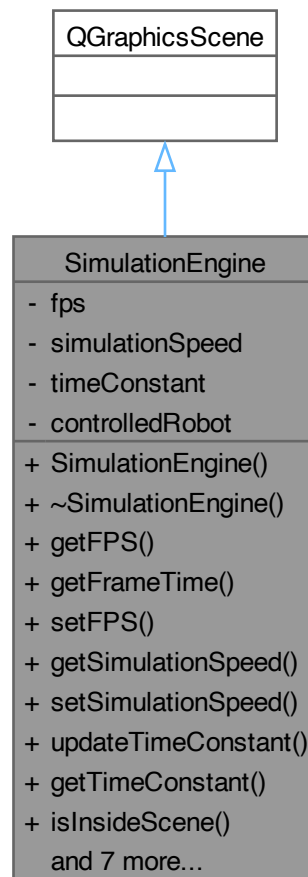 QGraphicsScene
SimulationEngine
- fps
- simulationSpeed
- timeConstant
- controlledRobot
+ SimulationEngine()
+ ~SimulationEngine()
+ getFPS()
+ getFrameTime()
+ setFPS()
+ getSimulationSpeed()
+ setSimulationSpeed()
+ updateTimeConstant()
+ getTimeConstant()
+ isInsideScene()
and 7 more...